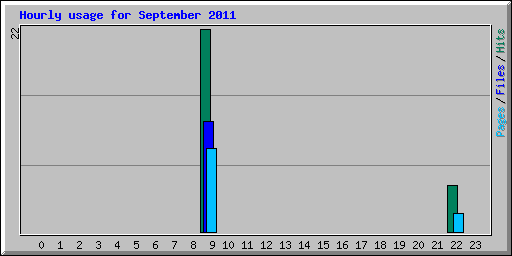 Hourly usage for September 2011
22
Pages/Files/Hits
0 1 2 3 4 5 6 7 8 9 10 11 12 13 14 15 16 17 18 19 20 21 22 23